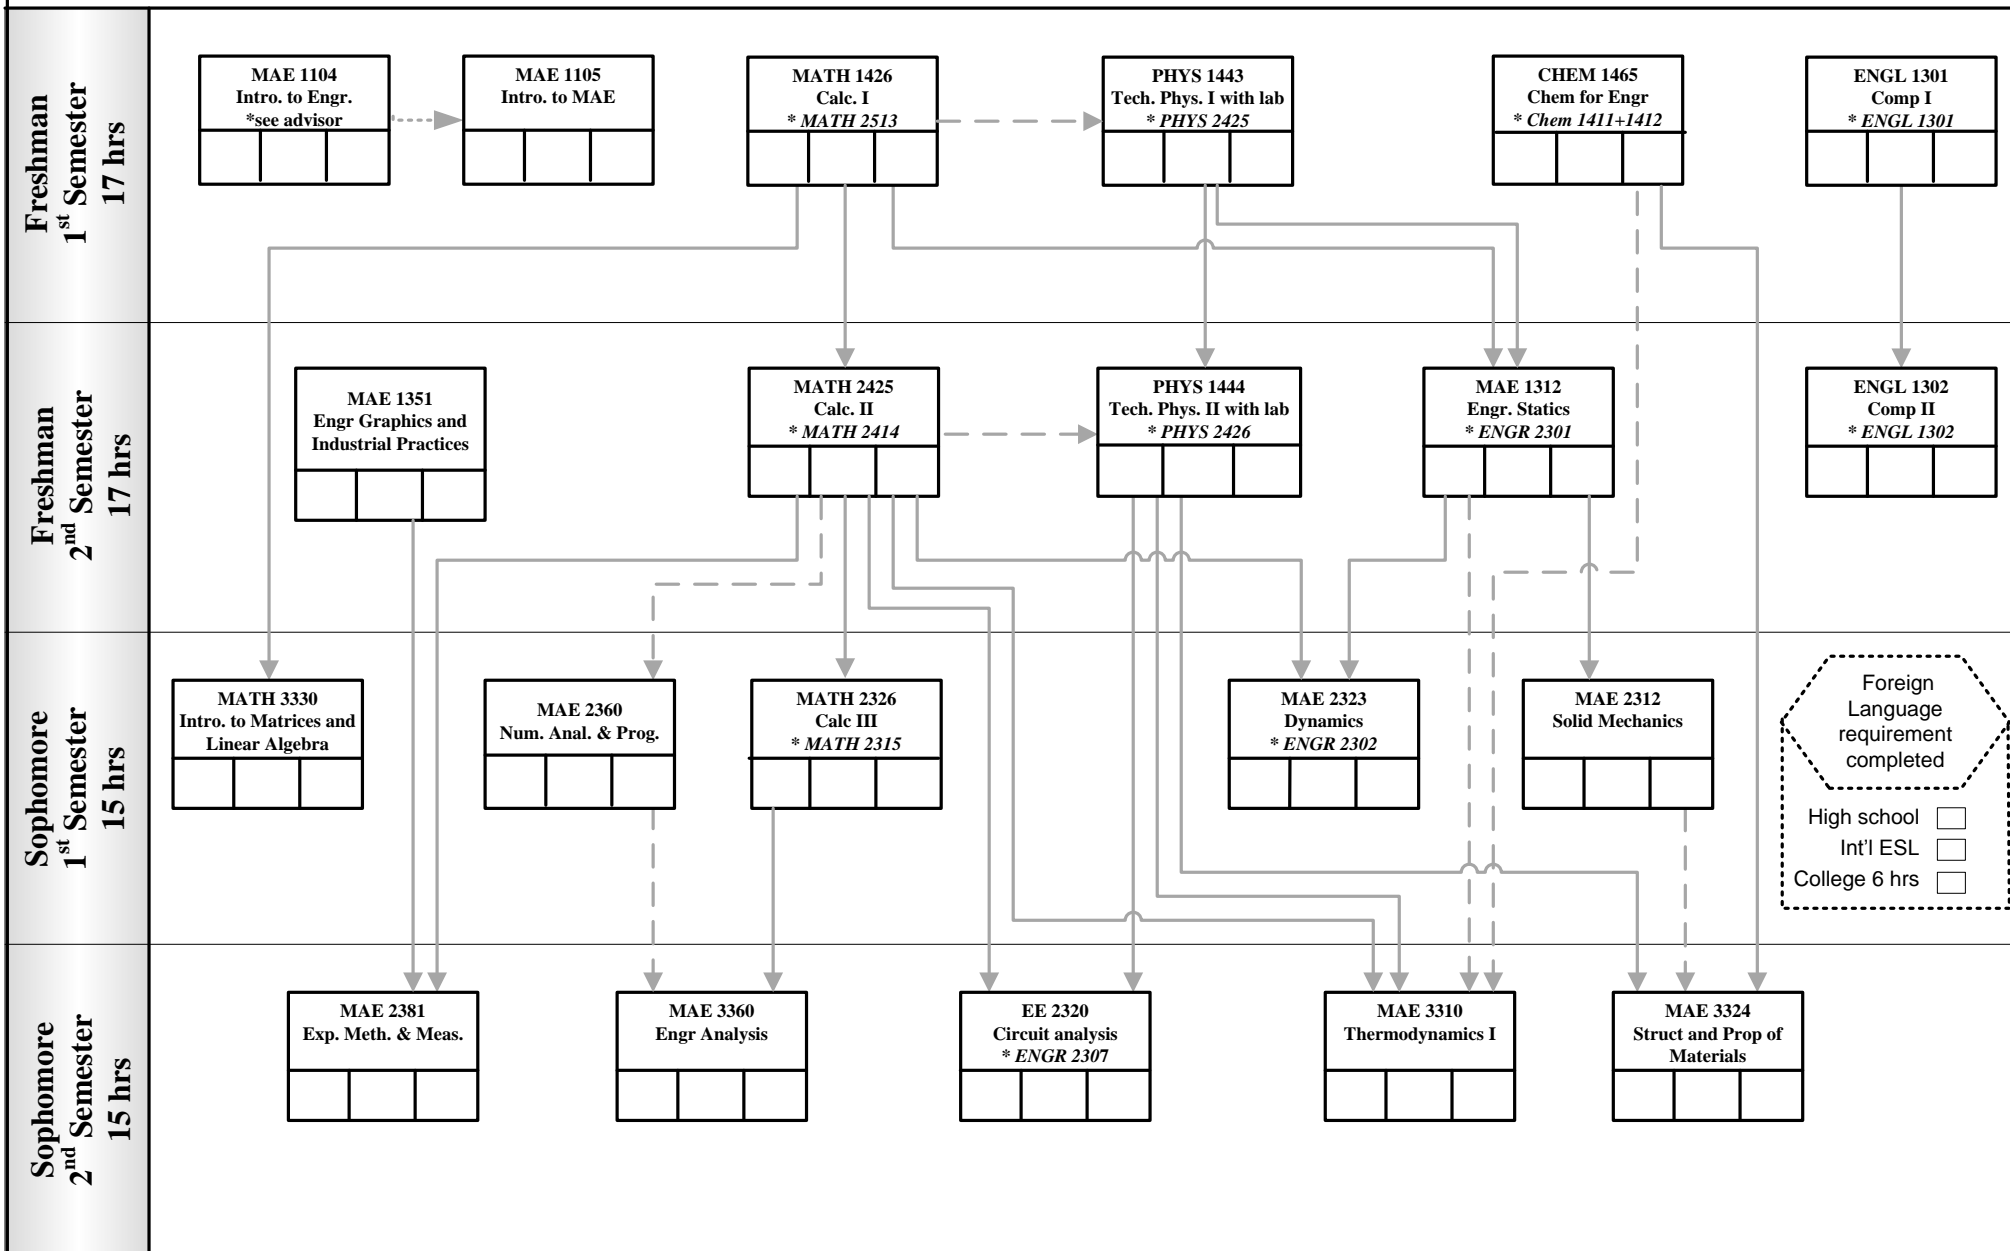 Freshman
1st Semester
17 hrs
MAE 1104
Intro. to Engr.
*see advisor
MAE 1105
Intro. to MAE
MATH 1426
Calc. I
* MATH 2513
PHYS 1443
Tech. Phys. I with lab
* PHYS 2425
CHEM 1465
Chem for Engr
* Chem 1411+1412
ENGL 1301
Comp I
* ENGL 1301
Freshman
2nd Semester
17 hrs
MAE 1351
Engr Graphics and
Industrial Practices
MATH 2425
Calc. II
* MATH 2414
PHYS 1444
Tech. Phys. II with lab
* PHYS 2426
MAE 1312
Engr. Statics
* ENGR 2301
ENGL 1302
Comp II
* ENGL 1302
Sophomore
1st Semester
15 hrs
MATH 3330
Intro. to Matrices and
Linear Algebra
MAE 2360
Num. Anal. & Prog.
MATH 2326
Calc III
* MATH 2315
MAE 2323
Dynamics
* ENGR 2302
MAE 2312
Solid Mechanics
Foreign
Language
requirement
completed
High school
Int'l ESL
College 6 hrs
Sophomore
2nd Semester
15 hrs
MAE 2381
Exp. Meth. & Meas.
MAE 3360
Engr Analysis
EE 2320
Circuit analysis
* ENGR 2307
MAE 3310
Thermodynamics I
MAE 3324
Struct and Prop of
Materials